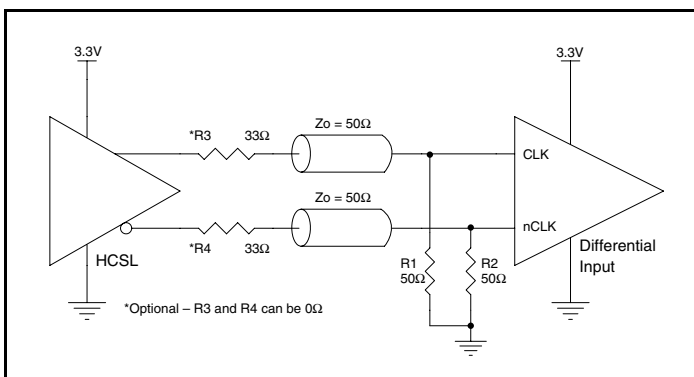 3.3V
3.3V
*R3 33Ω
Zo = 50Ω
CLK
Zo = 50Ω
nCLK
*R4 33Ω
HCSL
R1
50Ω
R2
50Ω
Differential
Input
*Optional – R3 and R4 can be 0Ω